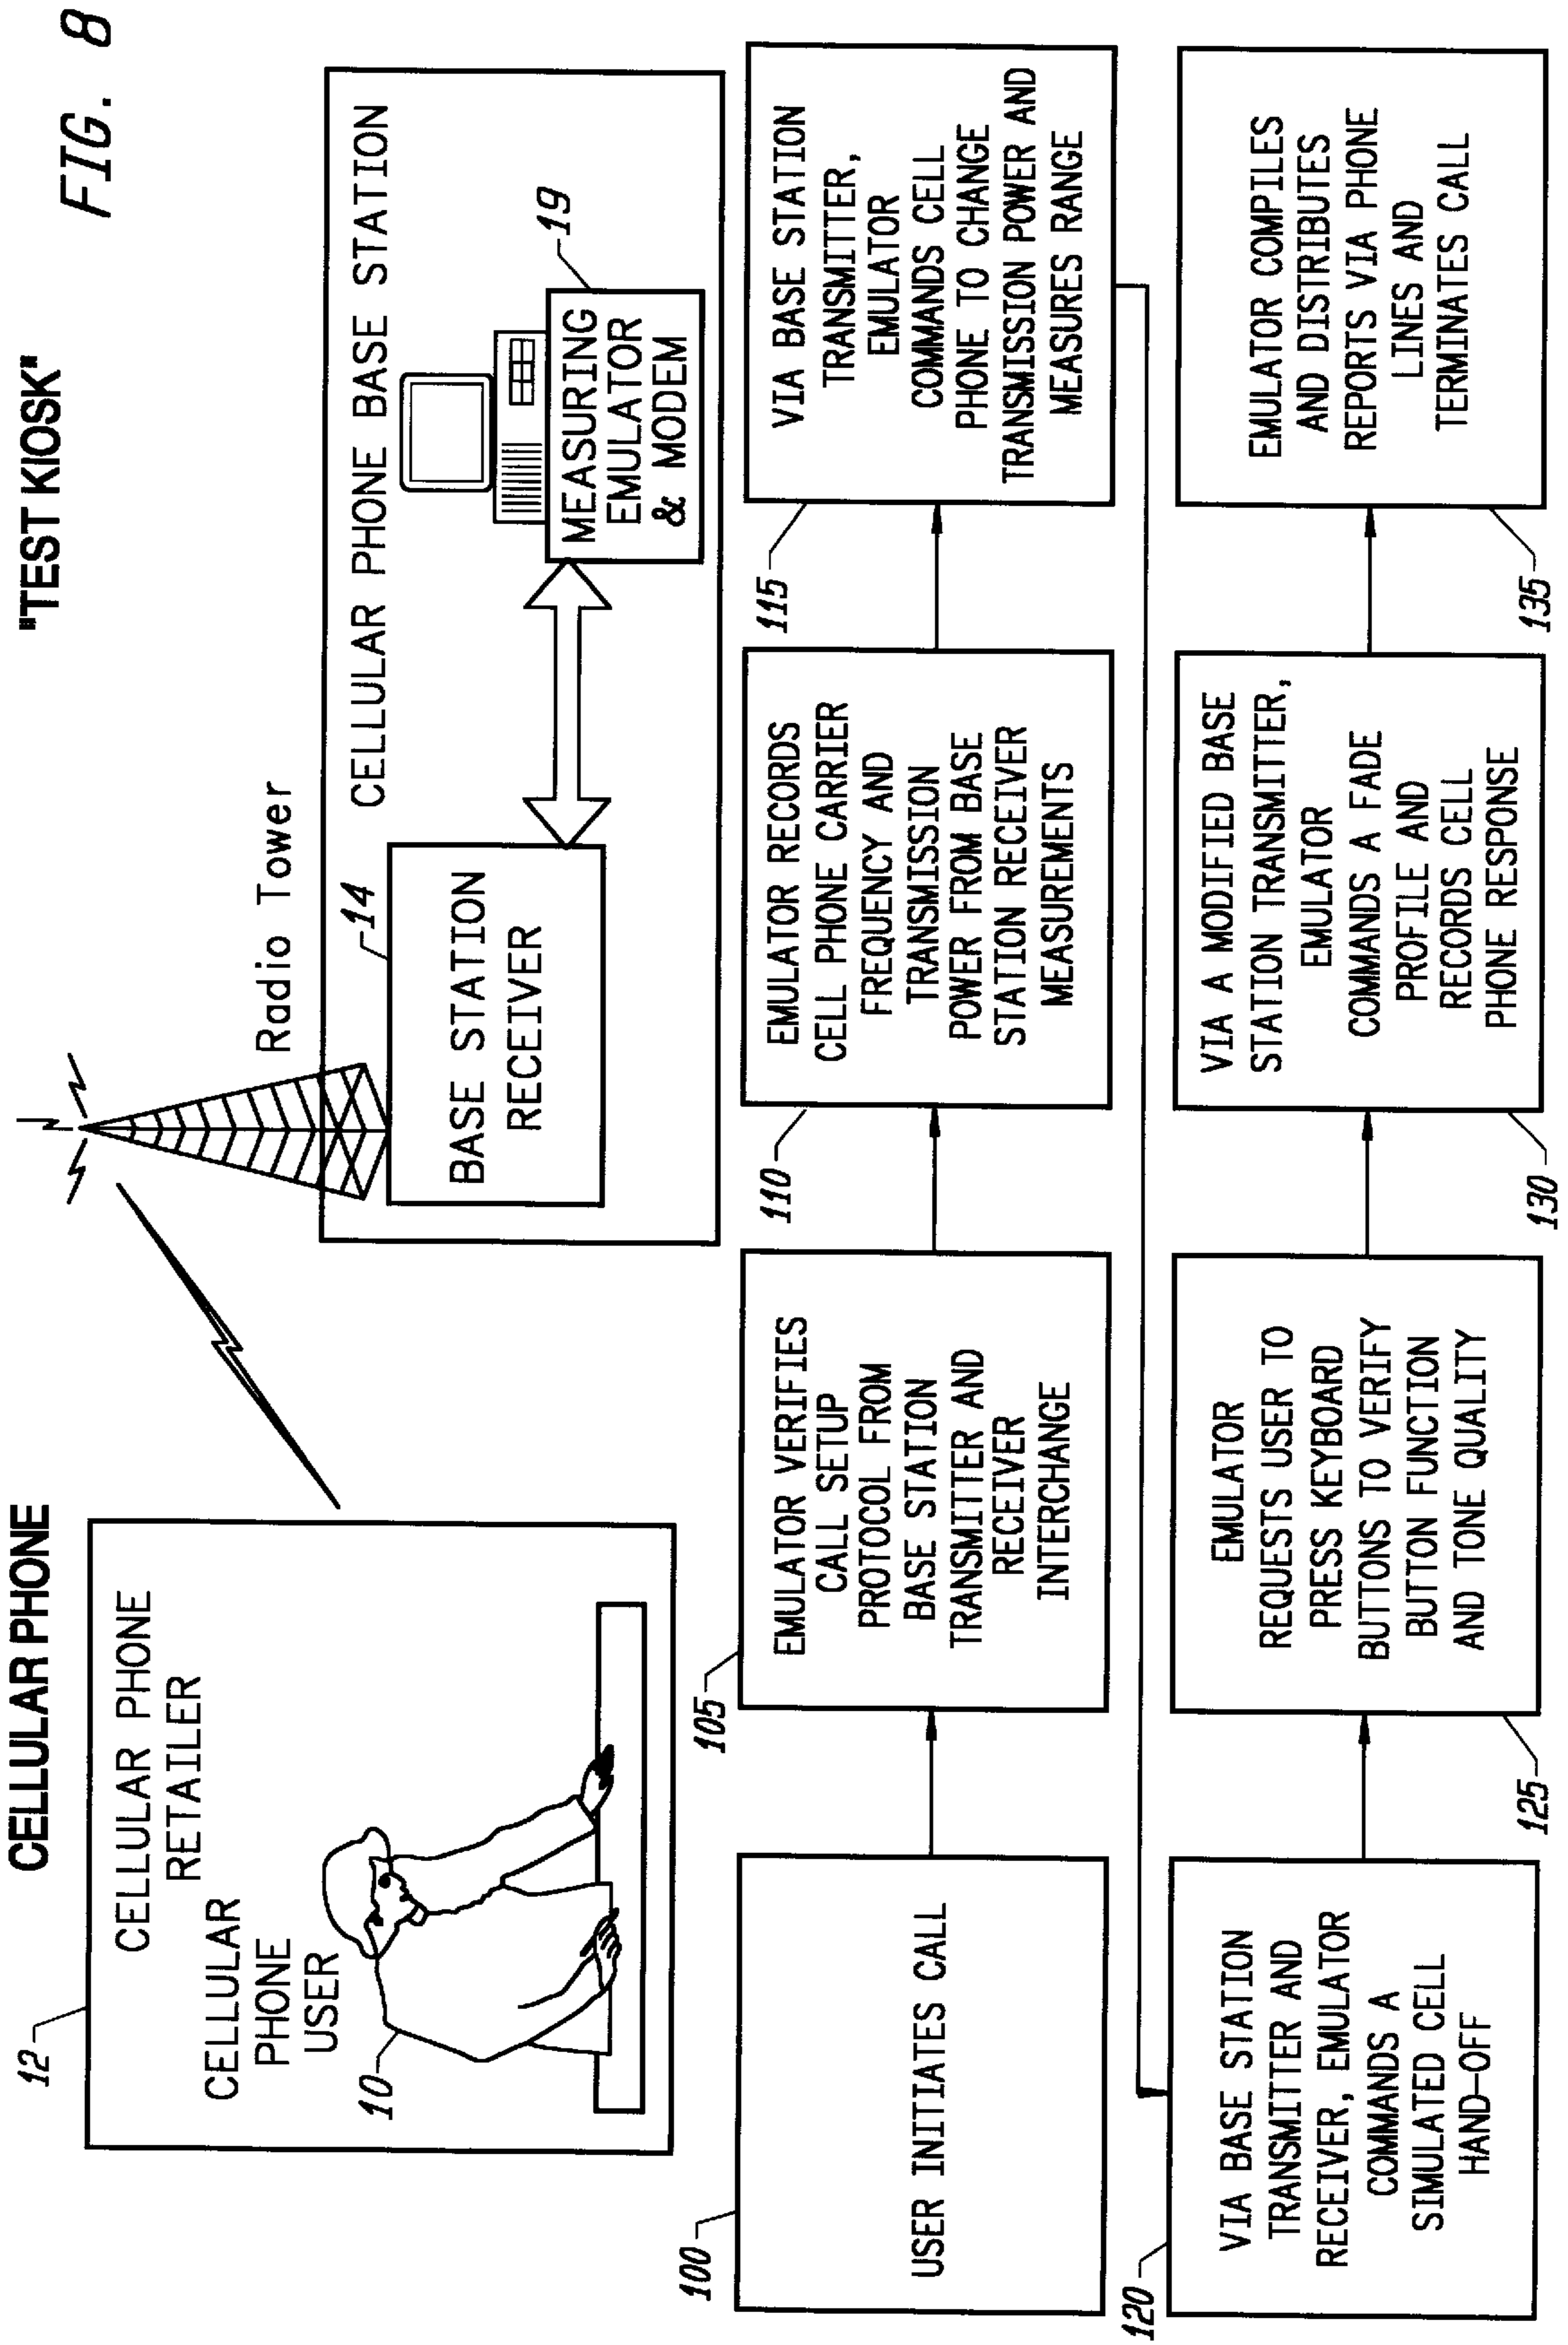 CELLULAR PHONE
"TEST KIOSK"
FIG. 8
12
CELLULAR PHONE
RETAILER
CELLULAR
PHONE
USER
10
Radio Tower
CELLULAR PHONE BASE STATION
14
BASE STATION
RECEIVER
19
MEASURING
EMULATOR
& MODEM
100
USER INITIATES CALL
105
EMULATOR VERIFIES
CALL SETUP
PROTOCOL FROM
BASE STATION
TRANSMITTER AND
RECEIVER
INTERCHANGE
110
EMULATOR RECORDS
CELL PHONE CARRIER
FREQUENCY AND
TRANSMISSION
POWER FROM BASE
STATION RECEIVER
MEASUREMENTS
115
VIA BASE STATION
TRANSMITTER,
EMULATOR
COMMANDS CELL
PHONE TO CHANGE
TRANSMISSION POWER AND
MEASURES RANGE
120
VIA BASE STATION
TRANSMITTER AND
RECEIVER, EMULATOR
COMMANDS A
SIMULATED CELL
HAND-OFF
125
EMULATOR
REQUESTS USER TO
PRESS KEYBOARD
BUTTONS TO VERIFY
BUTTON FUNCTION
AND TONE QUALITY
130
VIA A MODIFIED BASE
STATION TRANSMITTER,
EMULATOR
COMMANDS A FADE
PROFILE AND
RECORDS CELL
PHONE RESPONSE
135
EMULATOR COMPILES
AND DISTRIBUTES
REPORTS VIA PHONE
LINES AND
TERMINATES CALL